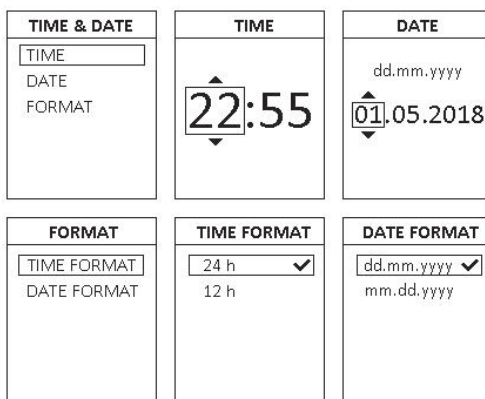 TIME & DATE
TIME
DATE
FORMAT
TIME
22:55
DATE
dd.mm.yyyy
01.05.2018
FORMAT
TIME FORMAT
DATE FORMAT
TIME FORMAT
24 h
12 h
DATE FORMAT
dd.mm.yyyy
mm.dd.yyyy